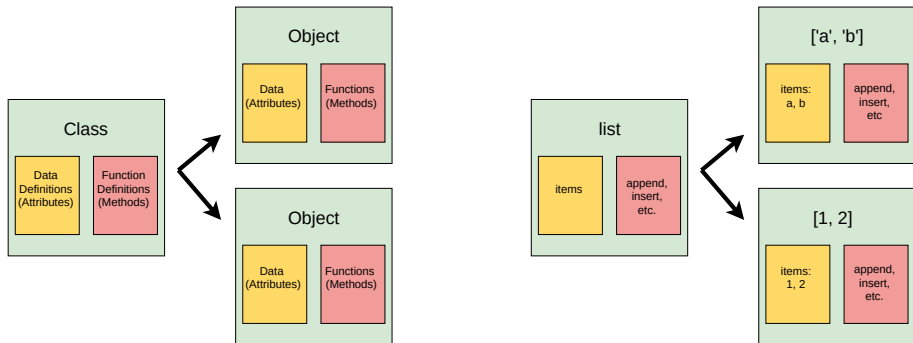 Class
Data
Definitions
(Attributes)
Function
Definitions
(Methods)
Object
Data
(Attributes)
Functions
(Methods)
Object
Data
(Attributes)
Functions
(Methods)
list
items
append,
insert,
etc.
['a', 'b']
items:
a, b
append,
insert,
etc
[1, 2]
items:
1, 2
append,
insert,
etc.